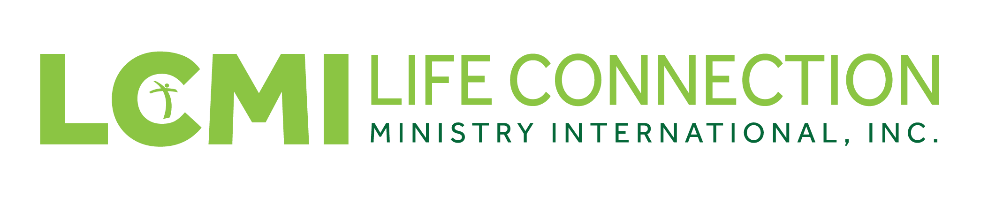 LCMI
LIFE CONNECTION
MINISTRY INTERNATIONAL, INC.